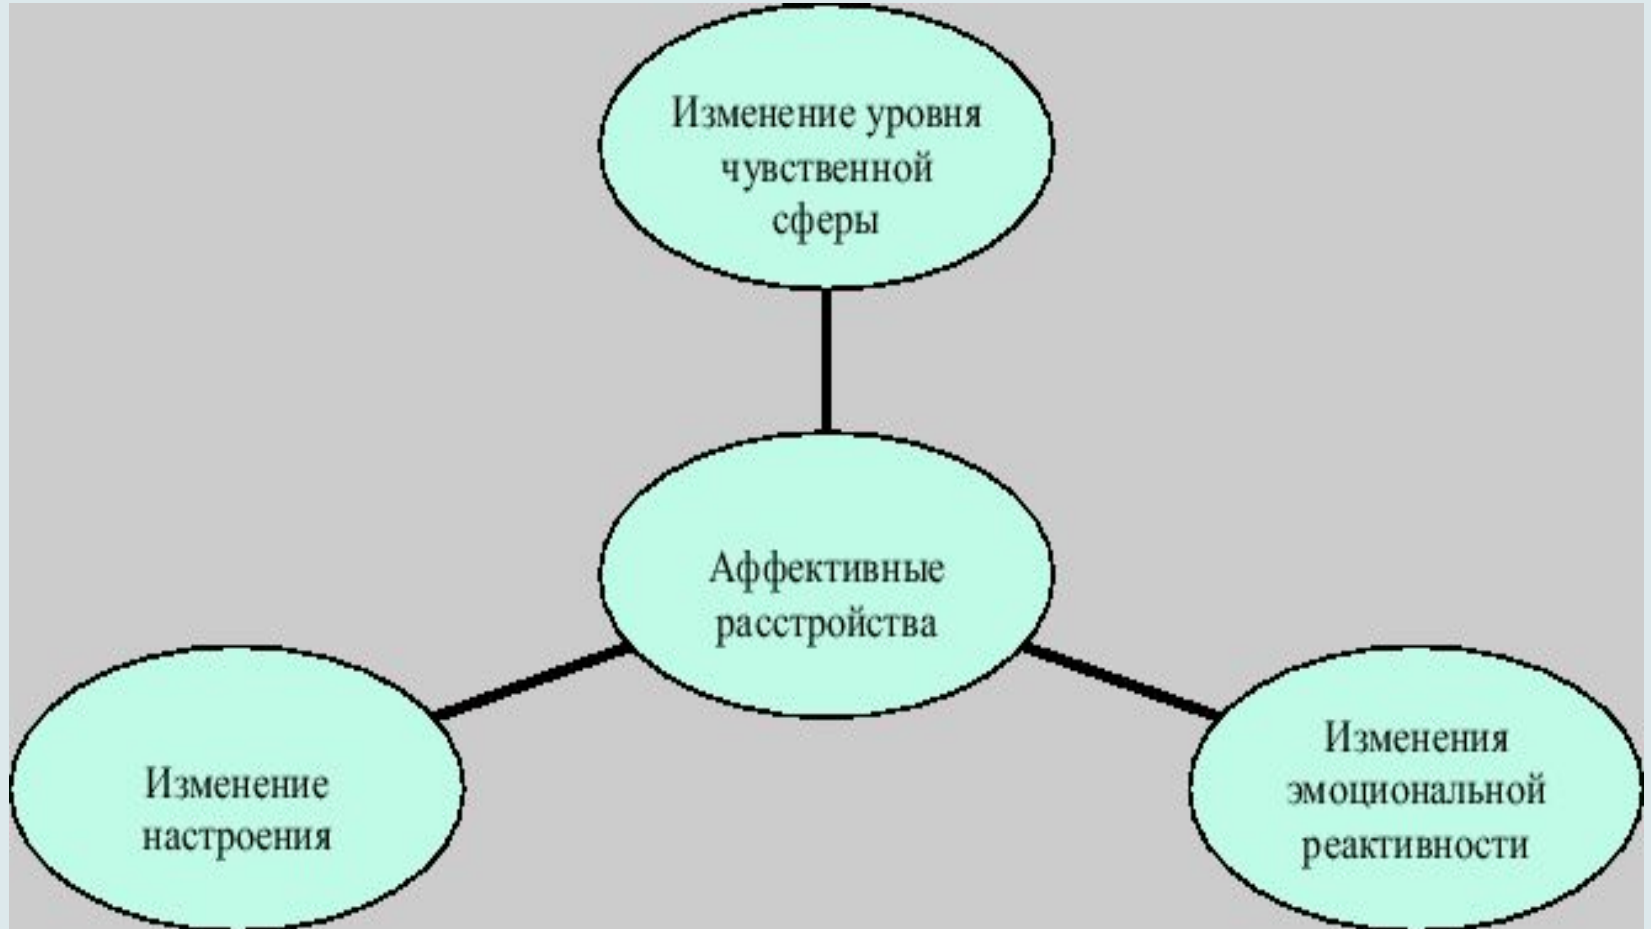 Изменение уровня
чувственной
сферы
Аффективные
расстройства
Изменение
настроения
Изменения
эмоциональной
реактивности